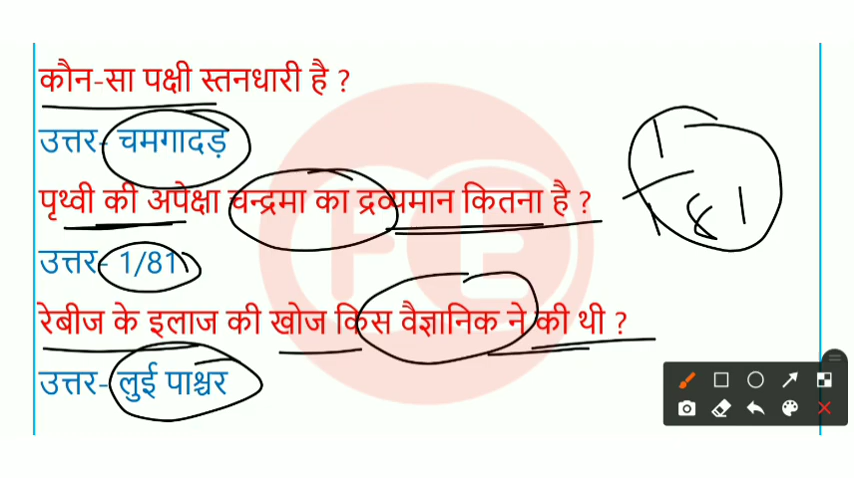 कौन-सा पक्षी स्तनधारी है ?
उत्तर- चमगादड़
पृथ्वी की अपेक्षा चन्द्रमा का द्रव्यमान कितना है ?
उत्तर- 1/81
रेबीज के इलाज की खोज किस वैज्ञानिक ने की थी ?
उत्तर- लुई पाश्चर
FE